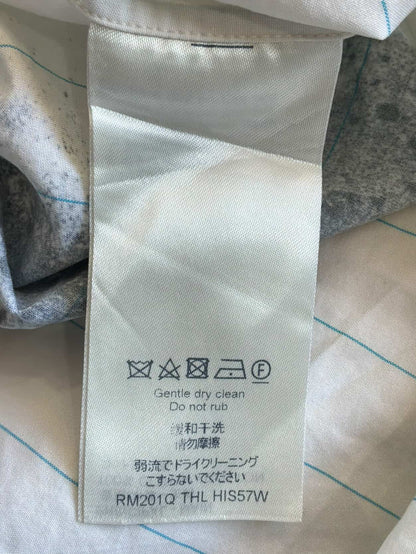 F
Gentle dry clean
Do not rub
缓和干洗
请勿摩擦
弱流でドライクリーニング
こすらないでください
RM201Q THL HIS57W